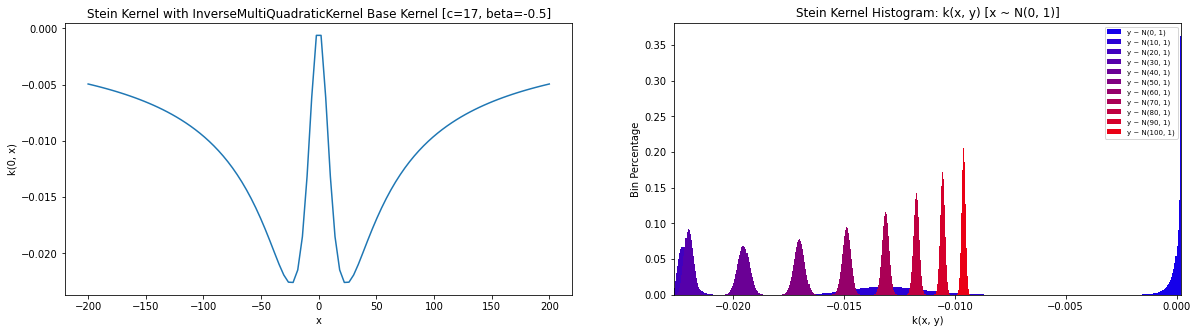 Stein Kernel with InverseMultiQuadraticKernel Base Kernel [c=17, beta=-0.5]
0.000
−0.005
−0.010
−0.015
−0.020
k(0, x)
−200
−150
−100
−50
0
50
100
150
200
x
Stein Kernel Histogram: k(x, y) [x ~ N(0, 1)]
0.35
0.30
0.25
0.20
0.15
0.10
0.05
0.00
Bin Percentage
y ~ N(0, 1)
y ~ N(10, 1)
y ~ N(20, 1)
y ~ N(30, 1)
y ~ N(40, 1)
y ~ N(50, 1)
y ~ N(60, 1)
y ~ N(70, 1)
y ~ N(80, 1)
y ~ N(90, 1)
y ~ N(100, 1)
−0.020
−0.015
−0.010
−0.005
0.000
k(x, y)